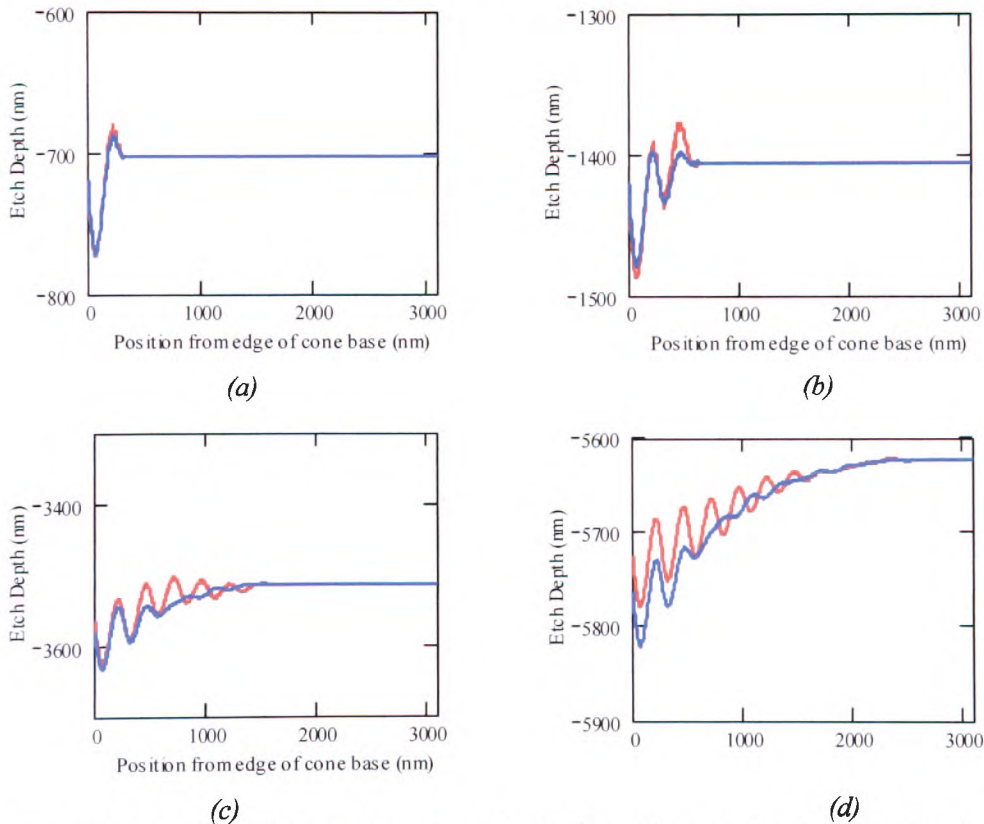 −600
−700
−800
Etch Depth (nm)
0 1000 2000 3000
Position from edge of cone base (nm)
(a)
−1300
−1400
−1500
Etch Depth (nm)
0 1000 2000 3000
Position from edge of cone base (nm)
(b)
−3400
−3600
Etch Depth (nm)
0 1000 2000 3000
Position from edge of cone base (nm)
(c)
−5600
−5700
−5800
−5900
Etch Depth (nm)
0 1000 2000 3000
(d)